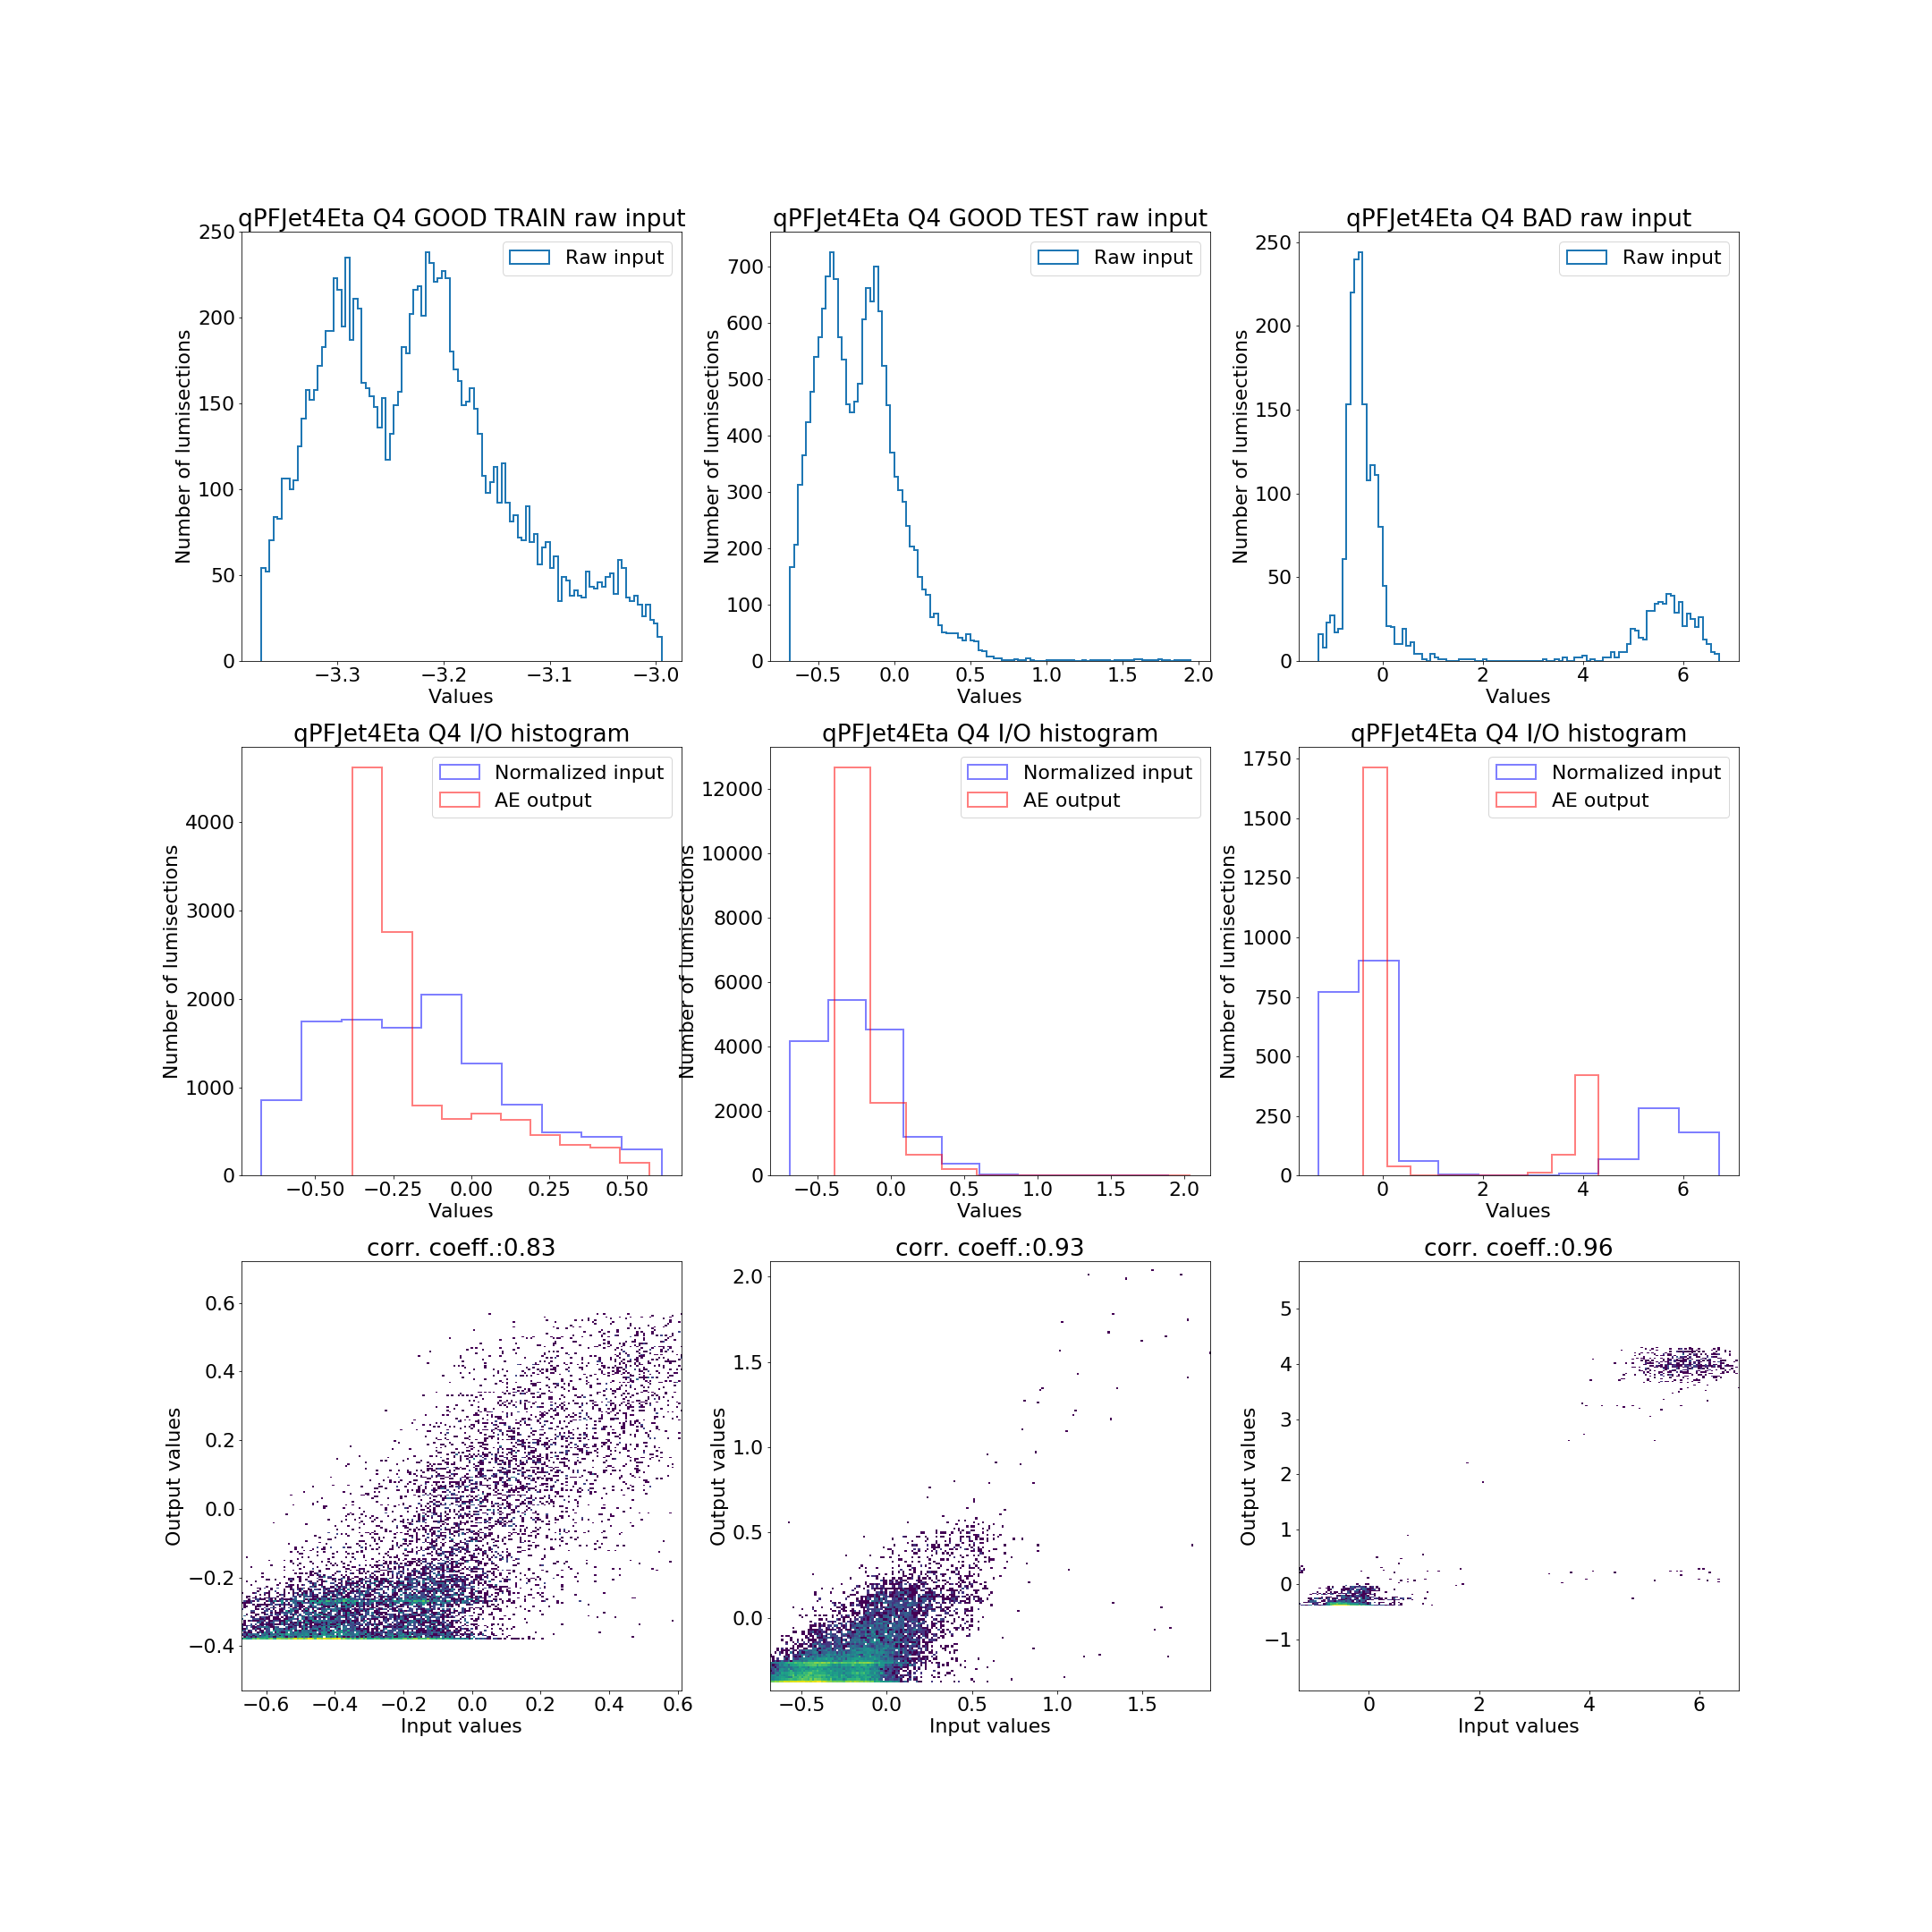 qPFJet4Eta Q4 GOOD TRAIN raw input
250
200
150
100
50
0
Number of lumisections
Raw input
−3.3 −3.2 −3.1 −3.0
Values
qPFJet4Eta Q4 GOOD TEST raw input
700
600
500
400
300
200
100
0
Number of lumisections
Raw input
−0.5 0.0 0.5 1.0 1.5 2.0
Values
qPFJet4Eta Q4 BAD raw input
250
200
150
100
50
0
Number of lumisections
Raw input
0 2 4 6
Values
qPFJet4Eta Q4 I/O histogram
4000
3000
2000
1000
0
Number of lumisections
Normalized input
AE output
−0.50 −0.25 0.00 0.25 0.50
Values
qPFJet4Eta Q4 I/O histogram
12000
10000
8000
6000
4000
2000
0
Number of lumisections
Normalized input
AE output
−0.5 0.0 0.5 1.0 1.5 2.0
Values
qPFJet4Eta Q4 I/O histogram
1750
1500
1250
1000
750
500
250
0
Number of lumisections
Normalized input
AE output
0 2 4 6
Values
corr. coeff.:0.83
0.6
0.4
0.2
0.0
−0.2
−0.4
Output values
−0.6 −0.4 −0.2 0.0 0.2 0.4 0.6
Input values
corr. coeff.:0.93
2.0
1.5
1.0
0.5
0.0
Output values
−0.5 0.0 0.5 1.0 1.5
Input values
corr. coeff.:0.96
5
4
3
2
1
0
−1
Output values
0 2 4 6
Input values